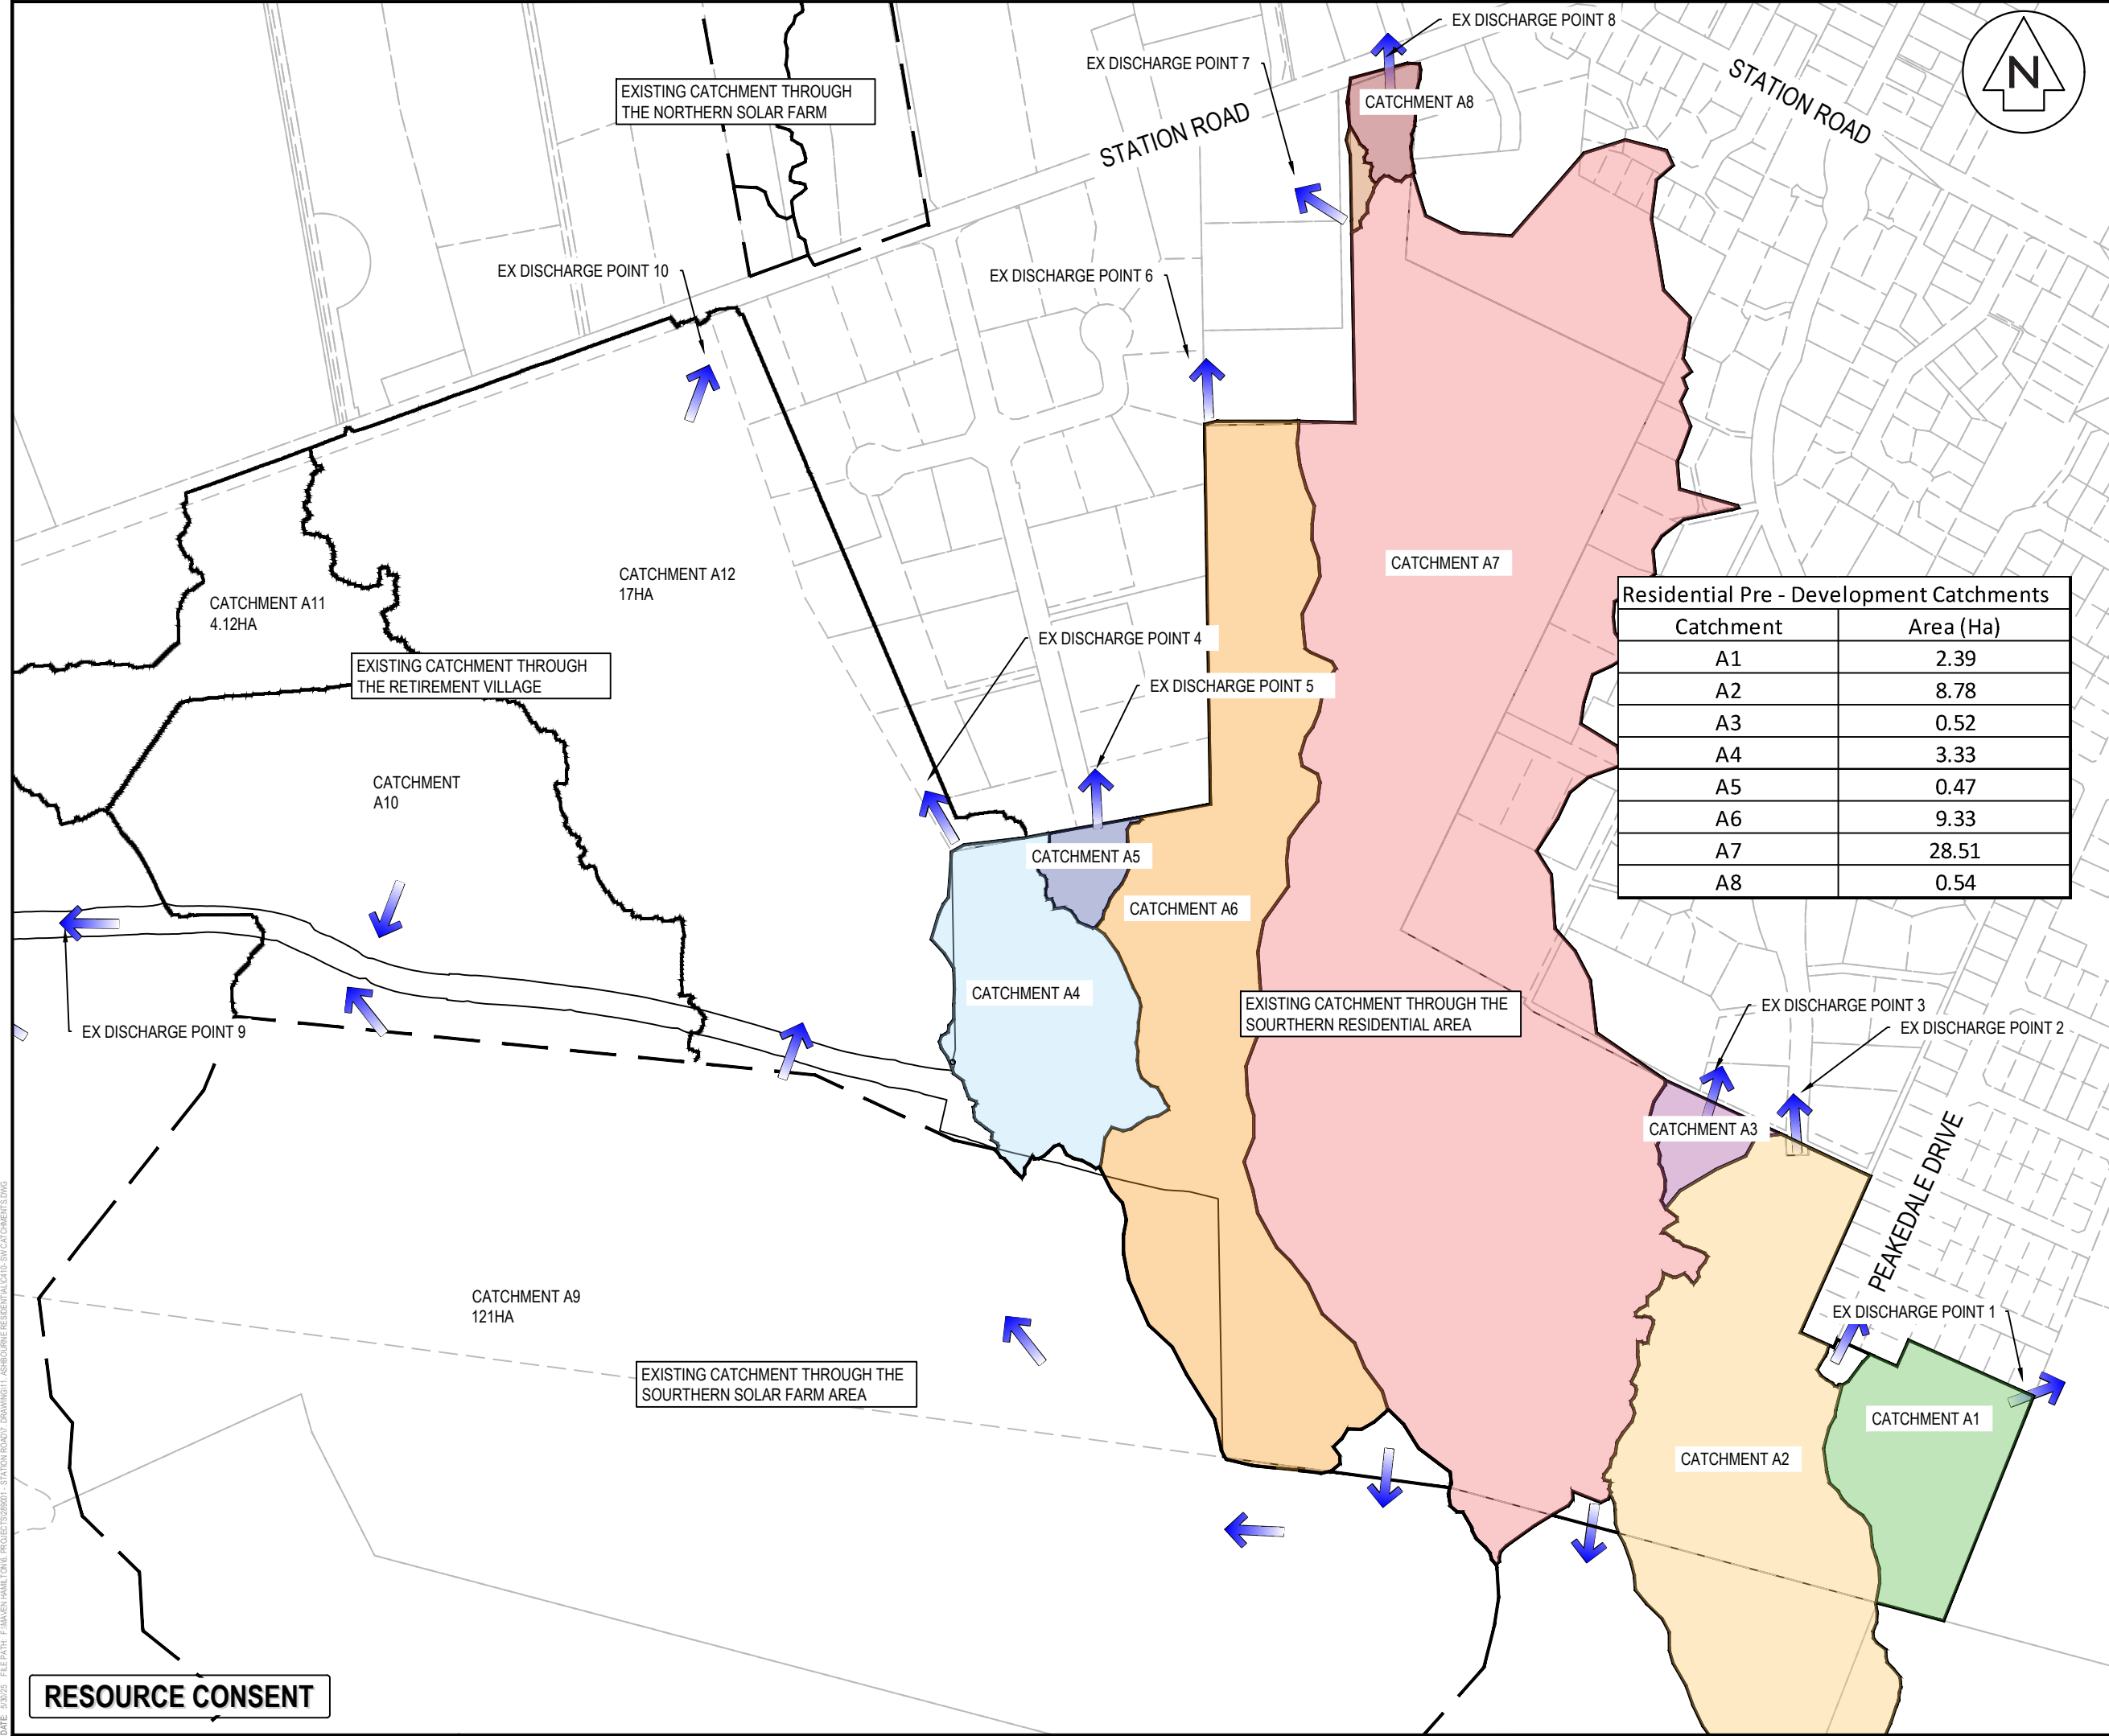 EX DISCHARGE POINT 8
N
EX DISCHARGE POINT 7
STATION ROAD
EXISTING CATCHMENT THROUGH
THE NORTHERN SOLAR FARM
CATCHMENT A8
STATION ROAD
EX DISCHARGE POINT 10
EX DISCHARGE POINT 6
CATCHMENT A7
CATCHMENT A12
17HA
CATCHMENT A11
4.12HA
Residential Pre - Development Catchments
Catchment Area (Ha)
A1 2.39
A2 8.78
A3 0.52
A4 3.33
A5 0.47
A6 9.33
A7 28.51
A8 0.54
EX DISCHARGE POINT 4
EXISTING CATCHMENT THROUGH
THE RETIREMENT VILLAGE
EX DISCHARGE POINT 5
CATCHMENT
A10
CATCHMENT A5
CATCHMENT A6
CATCHMENT A4
EXISTING CATCHMENT THROUGH THE
SOURTHERN RESIDENTIAL AREA
EX DISCHARGE POINT 3
EX DISCHARGE POINT 2
EX DISCHARGE POINT 9
CATCHMENT A3
PEAKEDALE DRIVE
CATCHMENT A9
121HA
EX DISCHARGE POINT 1
EXISTING CATCHMENT THROUGH THE
SOURTHERN SOLAR FARM AREA
CATCHMENT A1
CATCHMENT A2
RESOURCE CONSENT